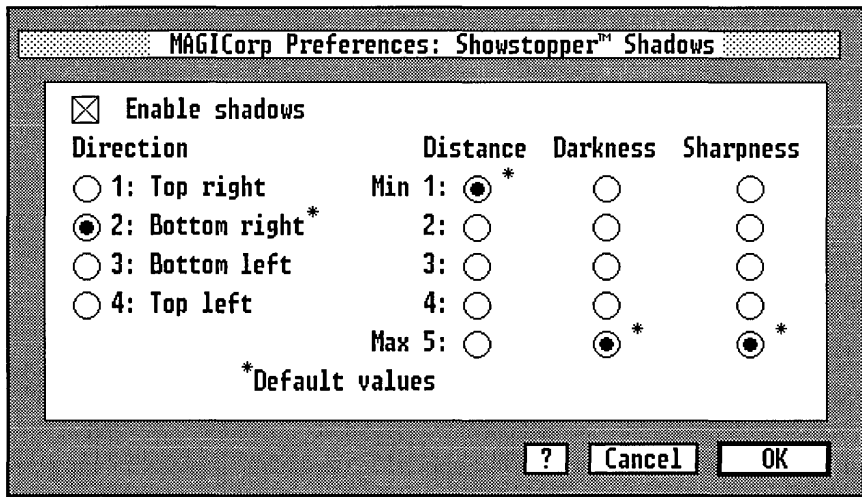 MAGICorp Preferences: Showstopper™ Shadows
Enable shadows
Direction Distance Darkness Sharpness
1: Top right Min 1: *
2: Bottom right* 2:
3: Bottom left 3:
4: Top left 4:
Max 5: * *
*Default values
? Cancel OK